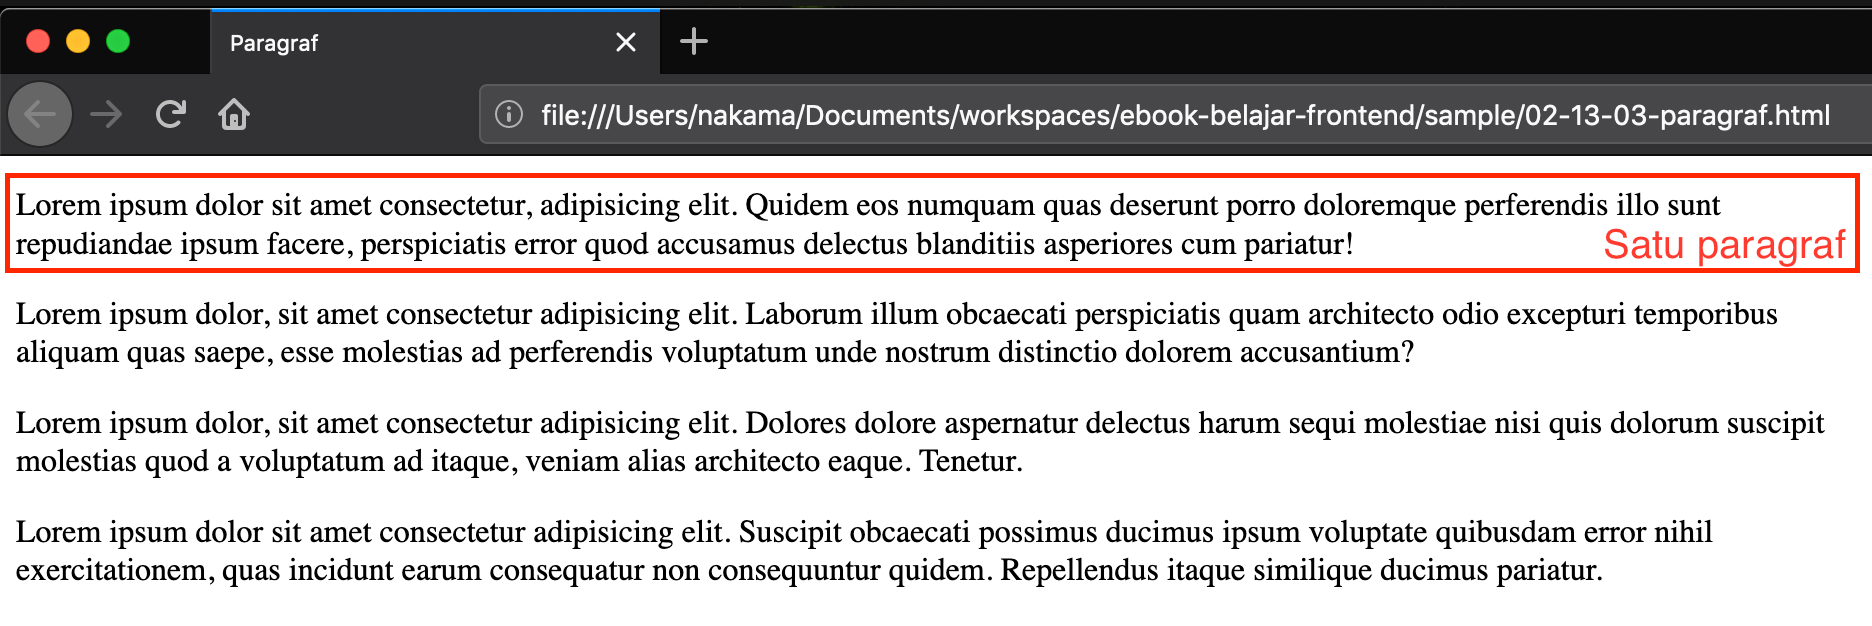 Paragraf
file:///Users/nakama/Documents/workspaces/ebook-belajar-frontend/sample/02-13-03-paragraf.html
Lorem ipsum dolor sit amet consectetur, adipisicing elit. Quidem eos numquam quas deserunt porro doloremque perferendis illo sunt
repudiandae ipsum facere, perspiciatis error quod accusamus delectus blanditiis asperiores cum pariatur!
Satu paragraf
Lorem ipsum dolor, sit amet consectetur adipisicing elit. Laborum illum obcaecati perspiciatis quam architecto odio excepturi temporibus
aliquam quas saepe, esse molestias ad perferendis voluptatum unde nostrum distinctio dolorem accusantium?
Lorem ipsum dolor, sit amet consectetur adipisicing elit. Dolores dolore aspernatur delectus harum sequi molestiae nisi quis dolorum suscipit
molestias quod a voluptatum ad itaque, veniam alias architecto eaque. Tenetur.
Lorem ipsum dolor sit amet consectetur adipisicing elit. Suscipit obcaecati possimus ducimus ipsum voluptate quibusdam error nihil
exercitationem, quas incidunt earum consequatur non consequuntur quidem. Repellendus itaque similique ducimus pariatur.